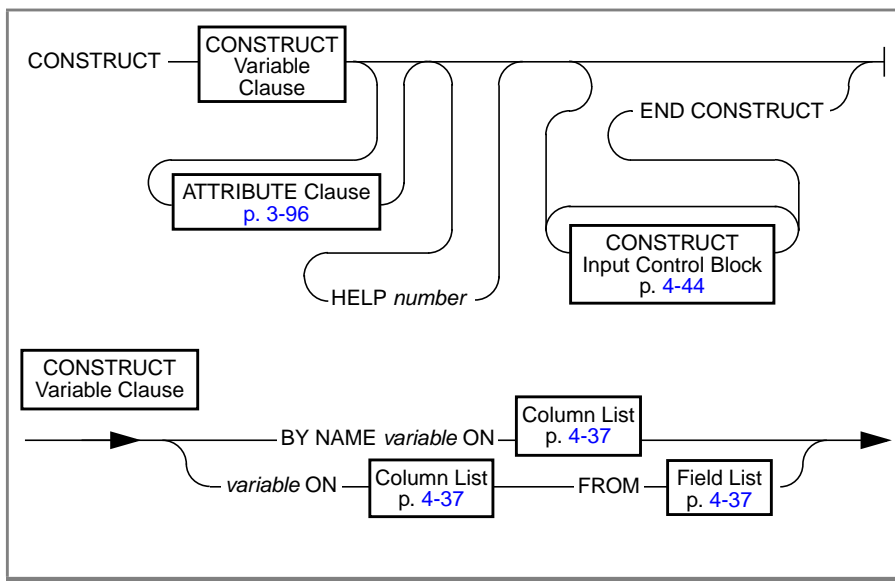 CONSTRUCT
CONSTRUCT
Variable
Clause
END CONSTRUCT
ATTRIBUTE Clause
p. 3-96
CONSTRUCT
Input Control Block
p. 4-44
HELP number
CONSTRUCT
Variable Clause
BY NAME variable ON
Column List
p. 4-37
variable ON
Column List
p. 4-37
FROM
Field List
p. 4-37